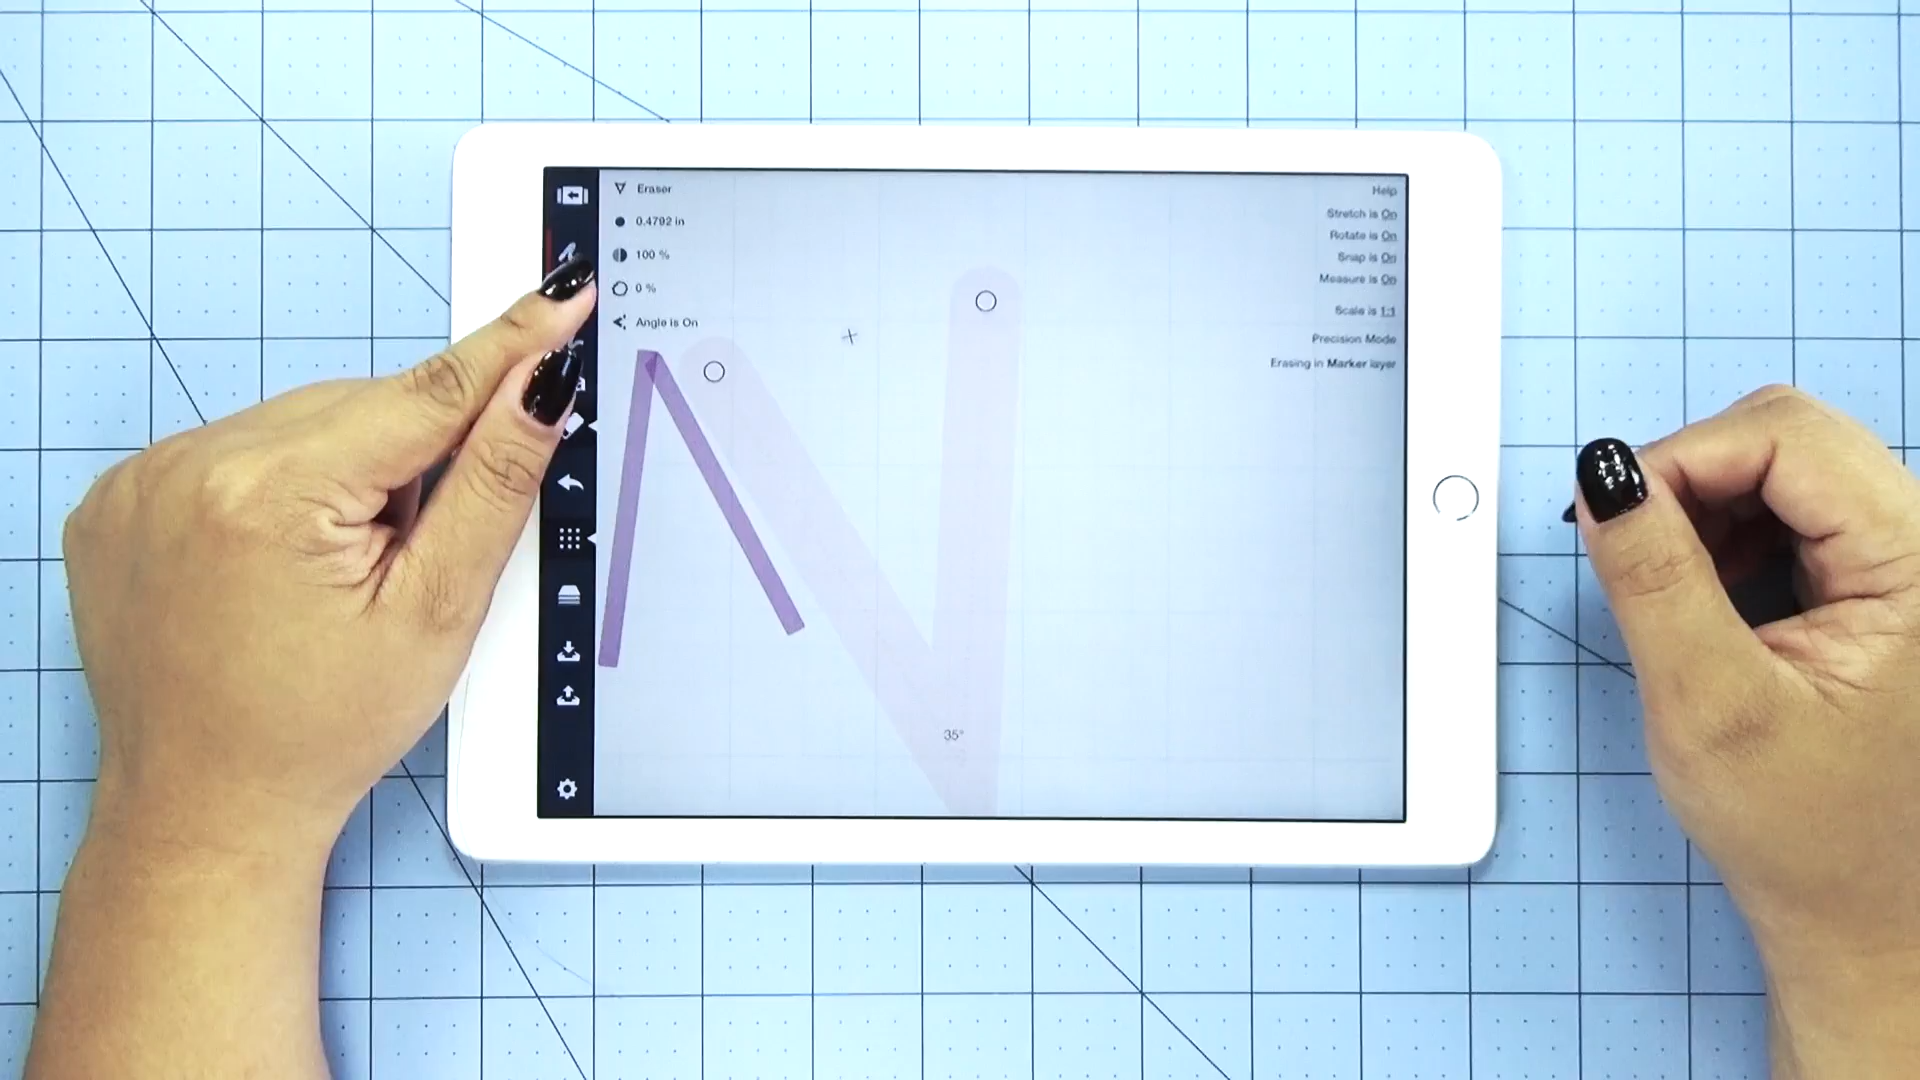 Eraser
0.4792 in
100 %
0 %
Angle is On
Help
Stretch is On
Rotate is On
Snap is On
Measure is On
Scale is 1:1
Precision Mode
Erasing in Marker layer
35°